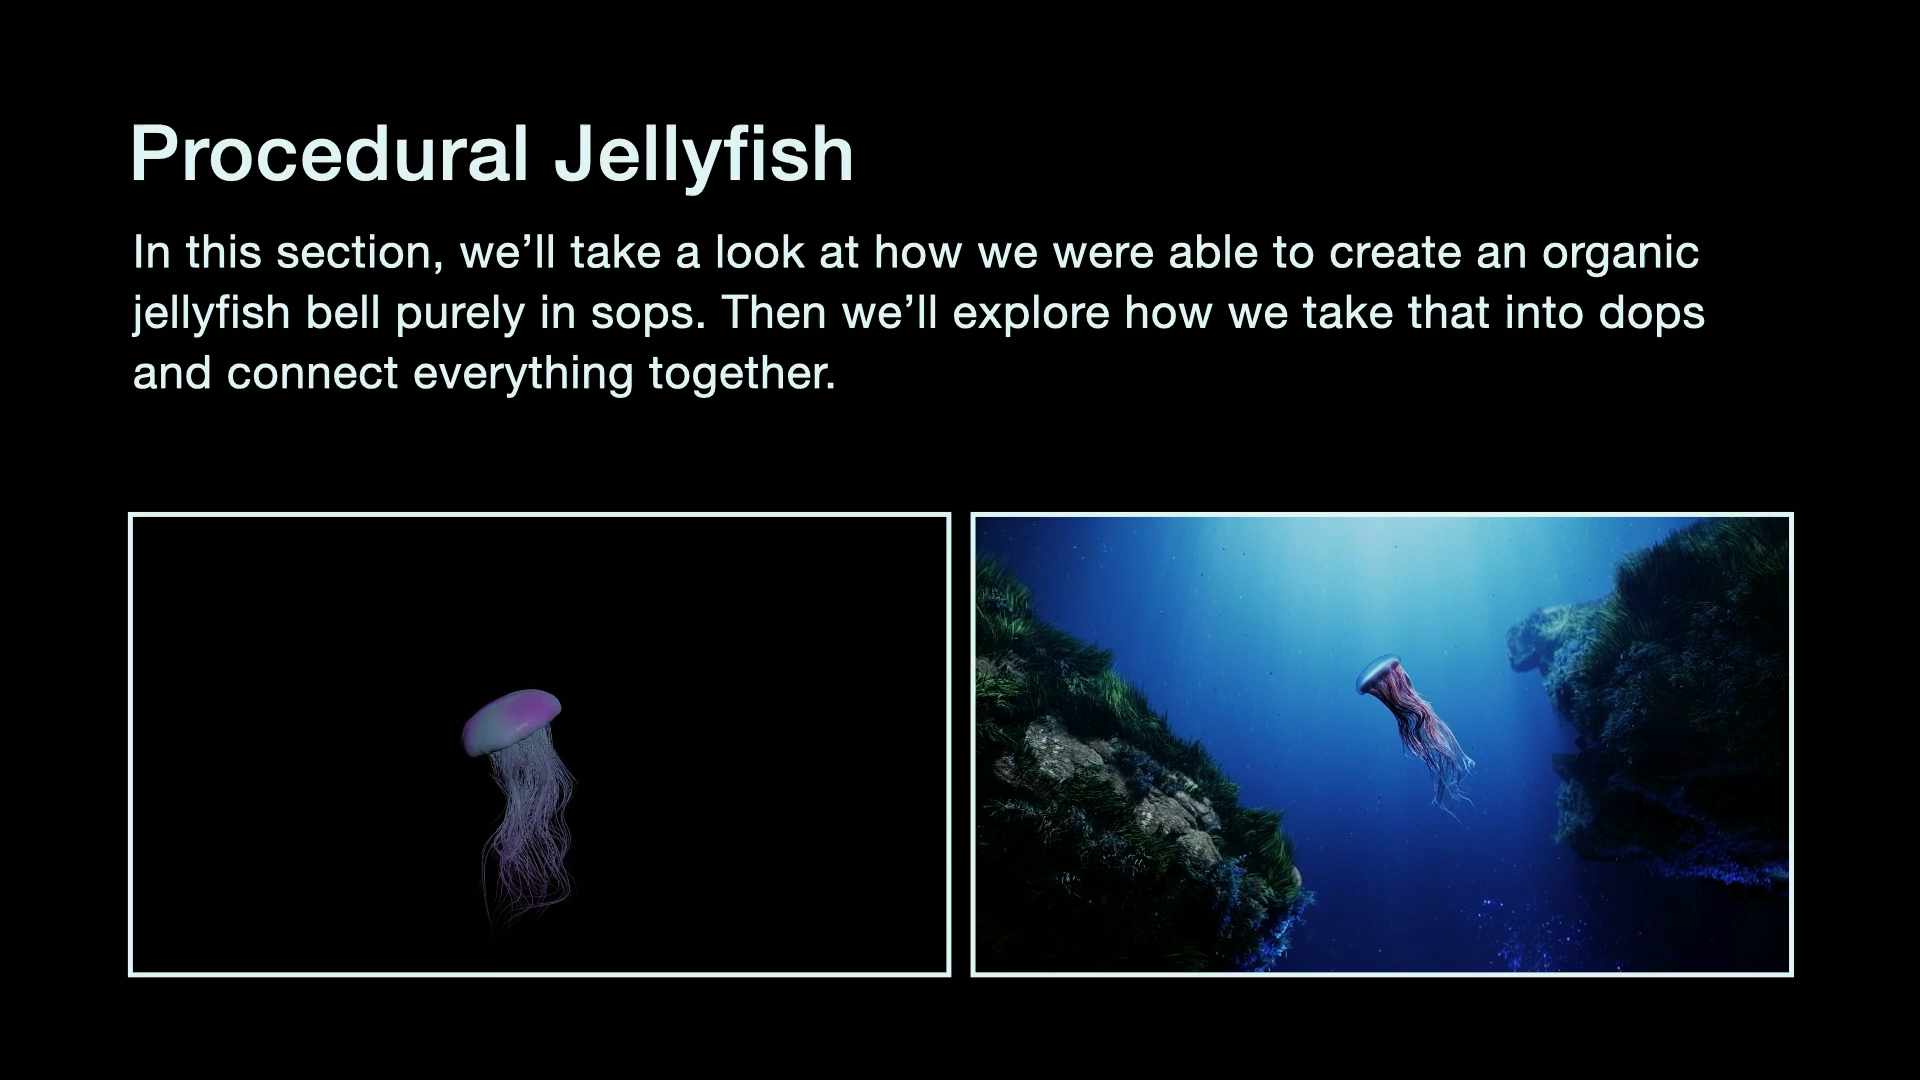 Procedural Jellyfish
In this section, we’ll take a look at how we were able to create an organic
jellyfish bell purely in sops. Then we’ll explore how we take that into dops
and connect everything together.